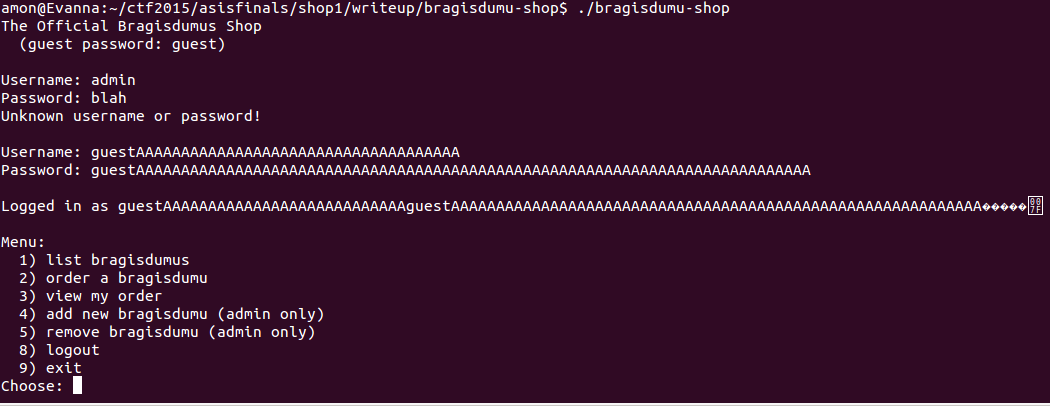 amon@Evanna:~/ctf2015/asisfinals/shop1/writeup/bragisdumu-shop$ ./bragisdumu-shop
The Official Bragisdumus Shop
(guest password: guest)
Username: admin
Password: blah
Unknown username or password!
Username: guestAAAAAAAAAAAAAAAAAAAAAAAAAAAAAAAAAAAA
Password: guestAAAAAAAAAAAAAAAAAAAAAAAAAAAAAAAAAAAAAAAAAAAAAAAAAAAAAAAAAAAAAAAAAAAAAAAAAAA
Logged in as guestAAAAAAAAAAAAAAAAAAAAAAAAAAAguestAAAAAAAAAAAAAAAAAAAAAAAAAAAAAAAAAAAAAAAAAAAAAAAAAAAAAAAAAAA�����
Menu:
1) list bragisdumus
2) order a bragisdumu
3) view my order
4) add new bragisdumu (admin only)
5) remove bragisdumu (admin only)
8) logout
9) exit
Choose: